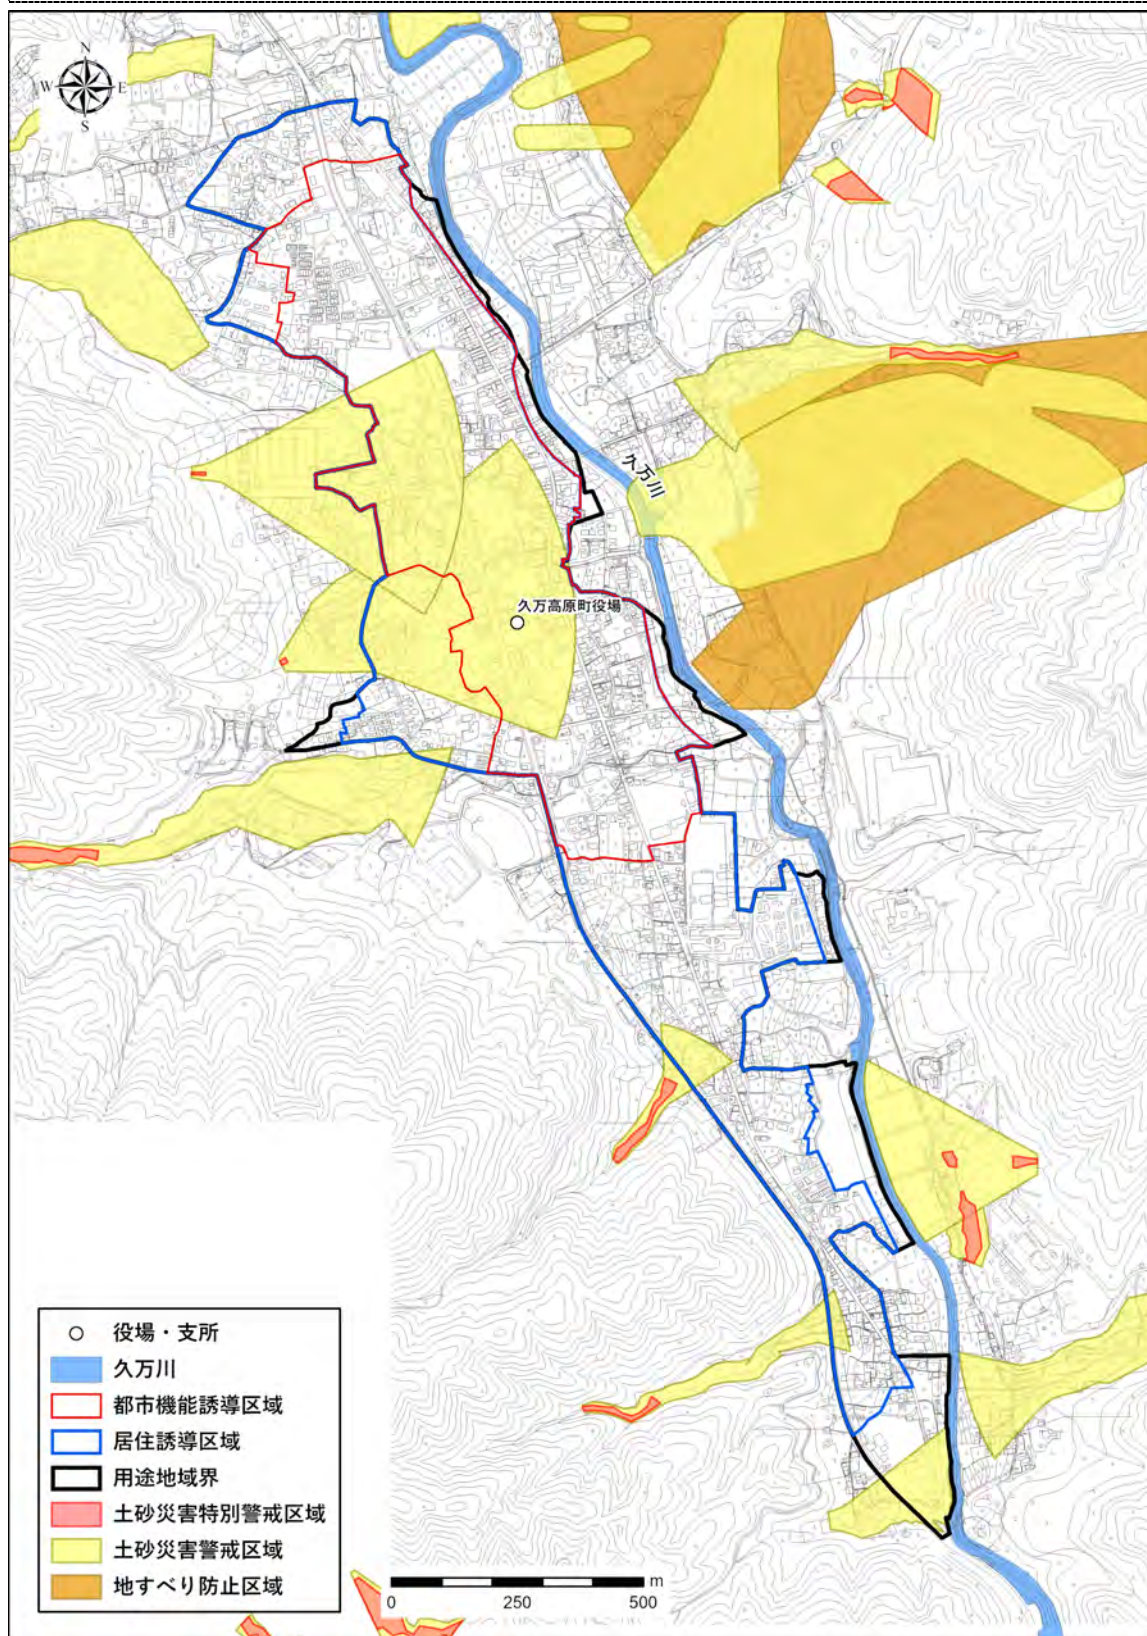 N
W E
S
久万川
久万高原町役場
役場・支所
久万川
都市機能誘導区域
居住誘導区域
用途地域界
土砂災害特別警戒区域
土砂災害警戒区域
地すべり防止区域
m
0 250 500